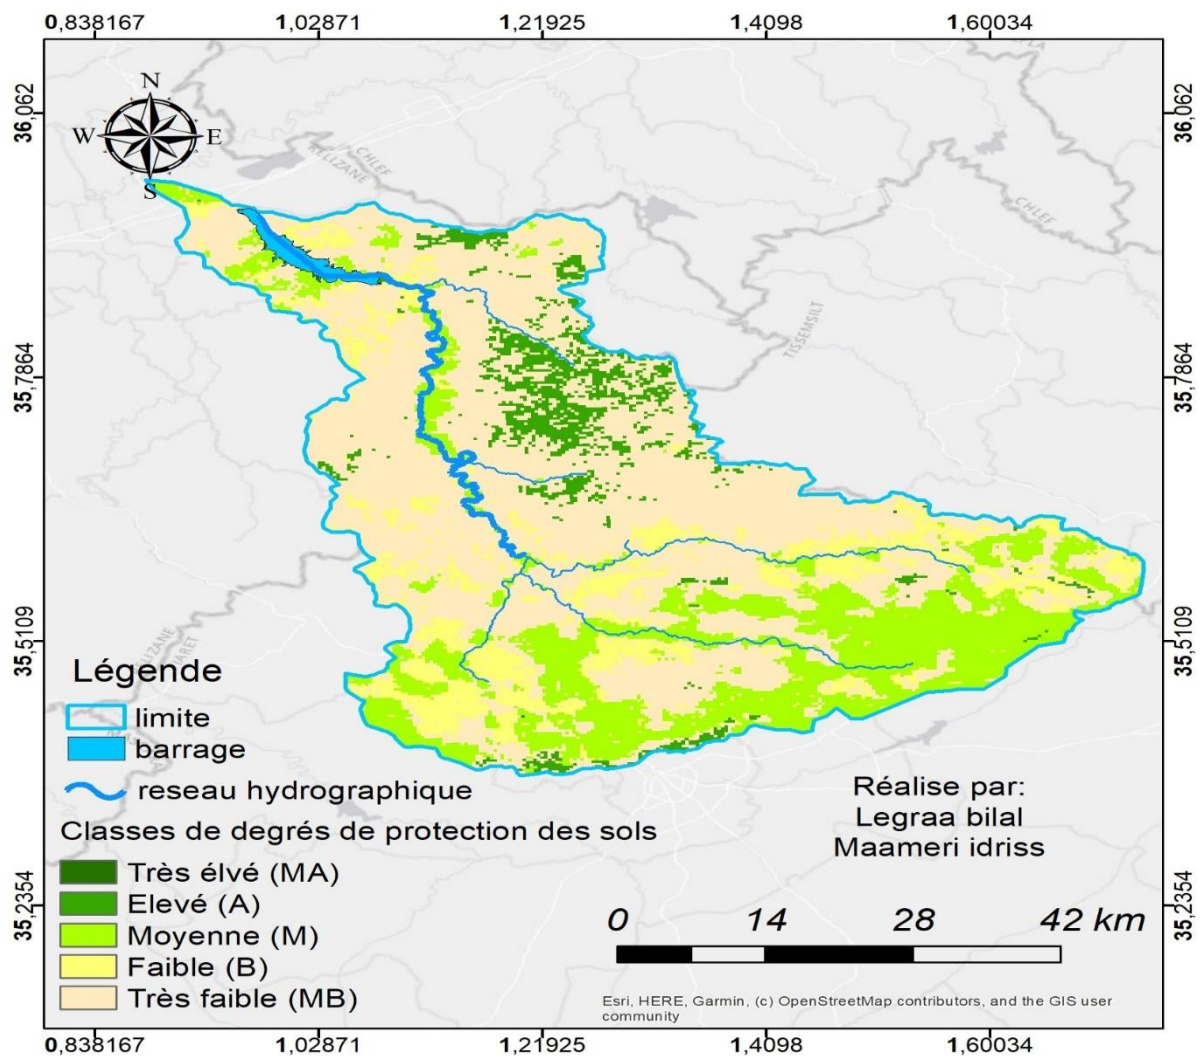 0,838167 1,02871 1,21925 1,4098 1,60034
36,062 36,062
N
W E
S
CHLEF
RELIZANE
CHLEF
TISSEMSILT
35,7864 35,7864
35,5109 35,5109
RELIZANE
Légende
limite
barrage
reseau hydrographique
Réalise par:
Legraa bilal
Maameri idriss
Classes de degrés de protection des sols
Très élvé (MA)
Elevé (A)
Moyenne (M)
Faible (B)
Très faible (MB)
35,2354 35,2354
0 14 28 42 km
Esri, HERE, Garmin, (c) OpenStreetMap contributors, and the GIS user
community
0,838167 1,02871 1,21925 1,4098 1,60034